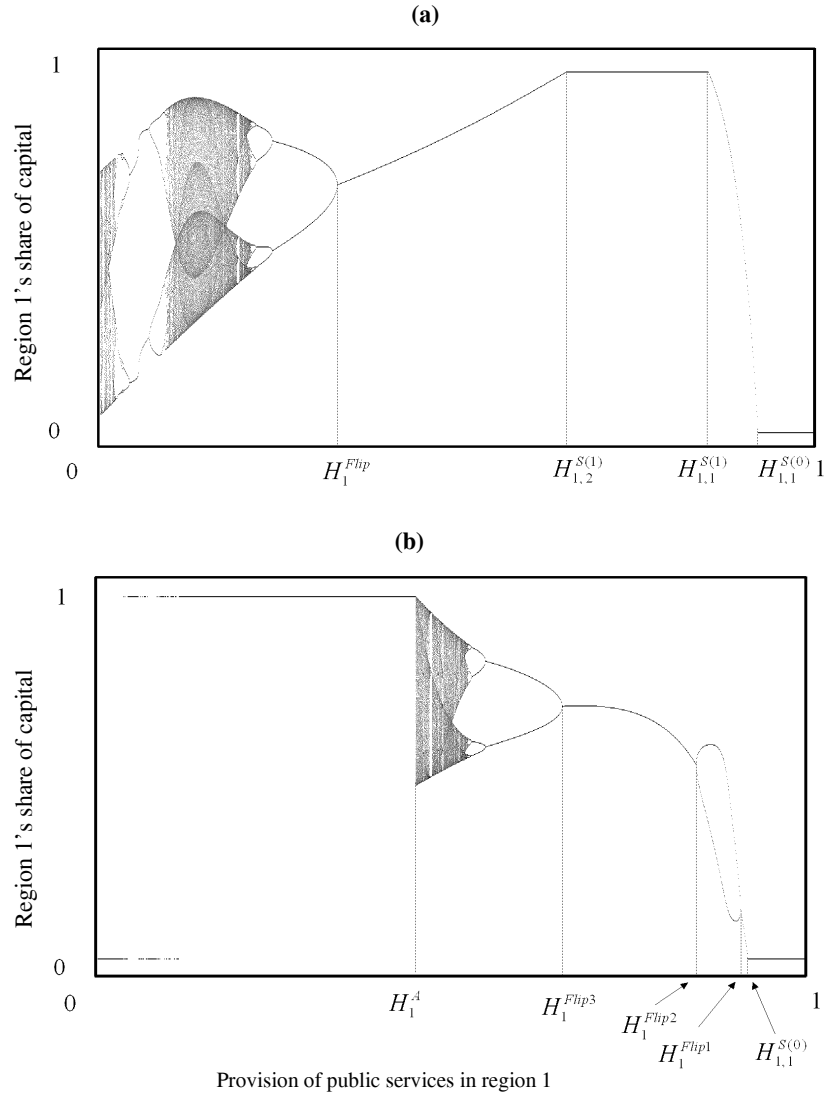 (a)
1
Region 1's share of capital
0
0
H_1^{Flip}
H_{1,2}^{S(1)}
H_{1,1}^{S(1)}
H_{1,1}^{S(0)}
1
(b)
1
Region 1's share of capital
0
0
H_1^A
H_1^{Flip3}
H_1^{Flip2}
H_1^{Flip1}
H_{1,1}^{S(0)}
1
Provision of public services in region 1